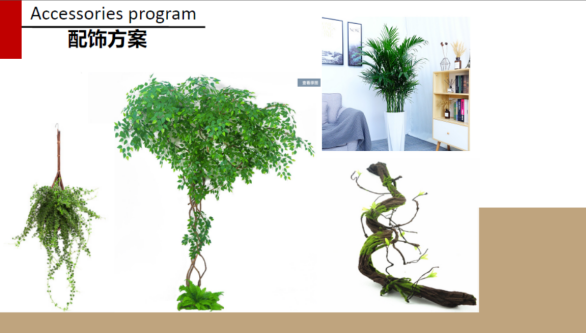 Accessories program
配饰方案